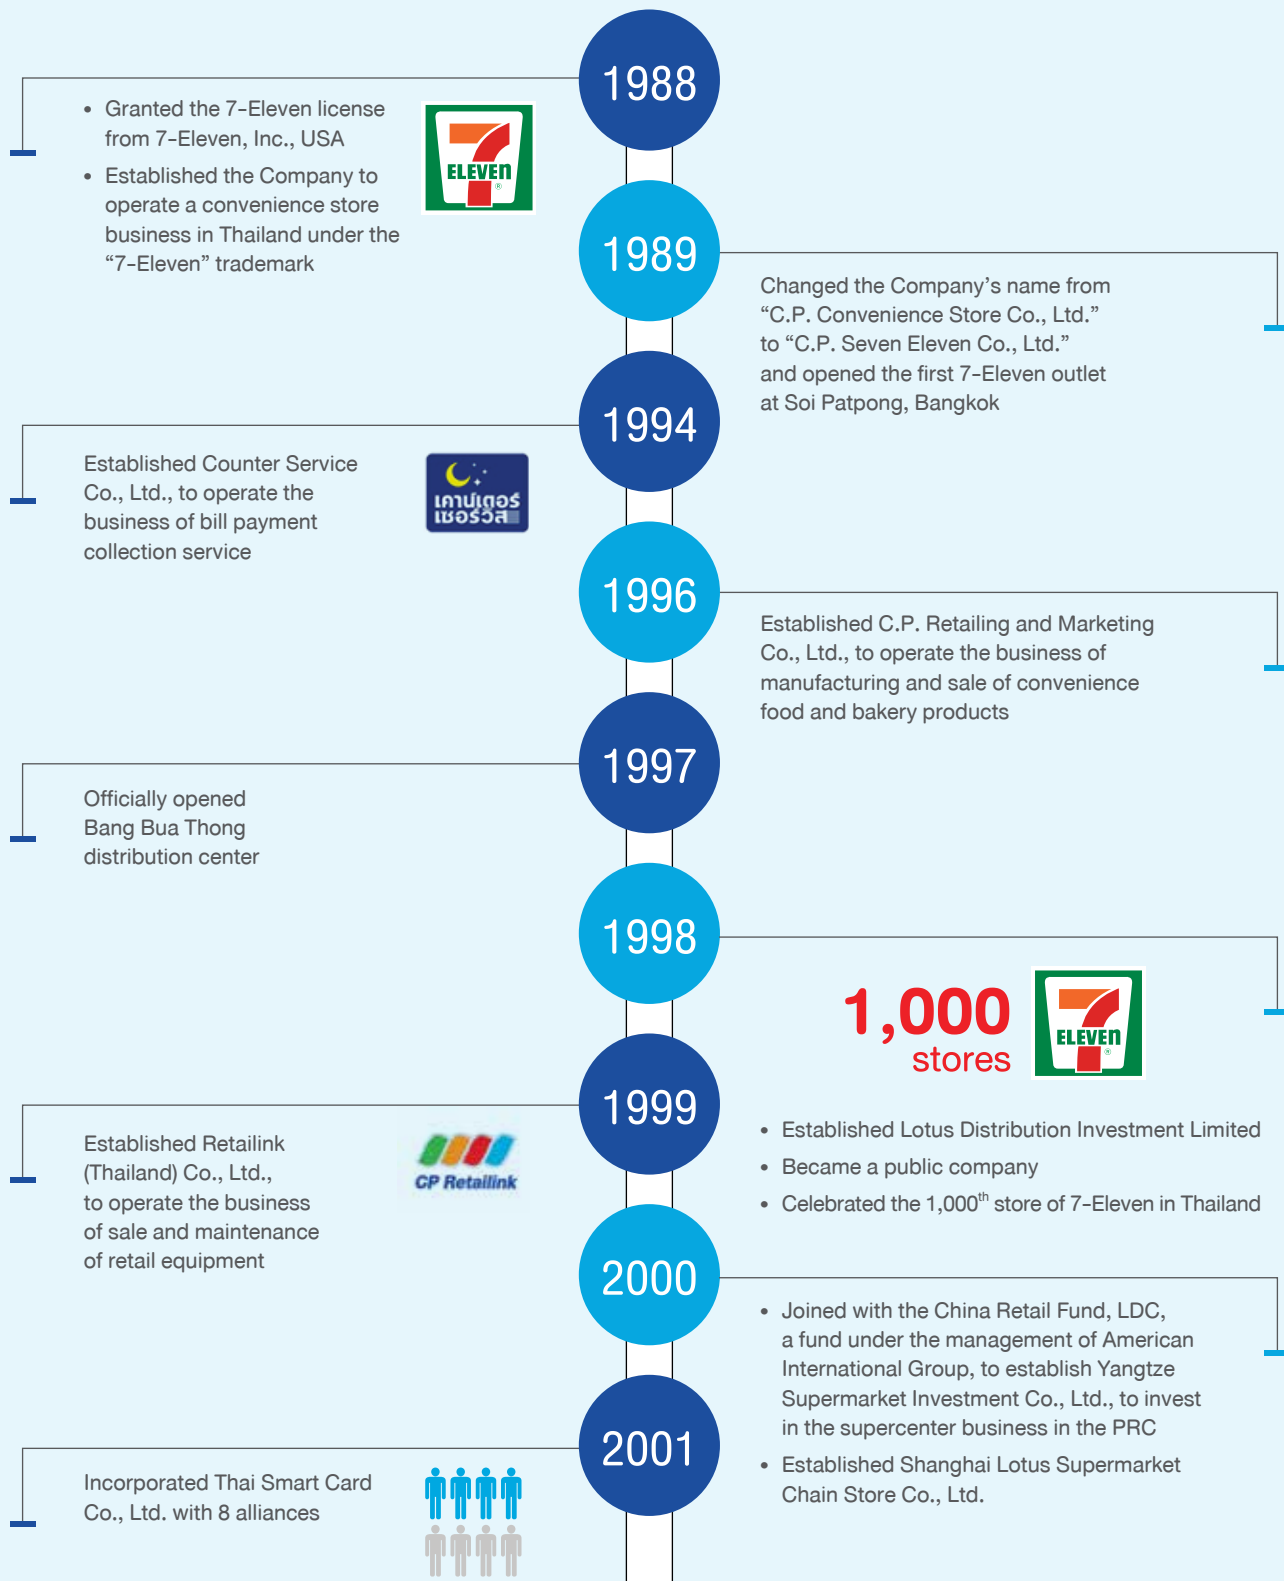 1988
• Granted the 7-Eleven license
from 7-Eleven, Inc., USA
• Established the Company to
operate a convenience store
business in Thailand under the
“7-Eleven” trademark
7
ELEVEN
®
1989
Changed the Company’s name from
“C.P. Convenience Store Co., Ltd.”
to “C.P. Seven Eleven Co., Ltd.”
and opened the first 7-Eleven outlet
at Soi Patpong, Bangkok
1994
Established Counter Service
Co., Ltd., to operate the
business of bill payment
collection service
เคาน์เตอร์
เซอร์วิส
1996
Established C.P. Retailing and Marketing
Co., Ltd., to operate the business of
manufacturing and sale of convenience
food and bakery products
1997
Officially opened
Bang Bua Thong
distribution center
1998
1,000
stores
7
ELEVEN
®
• Established Lotus Distribution Investment Limited
• Became a public company
• Celebrated the 1,000th store of 7-Eleven in Thailand
1999
Established Retailink
(Thailand) Co., Ltd.,
to operate the business
of sale and maintenance
of retail equipment
CP Retailink
2000
• Joined with the China Retail Fund, LDC,
a fund under the management of American
International Group, to establish Yangtze
Supermarket Investment Co., Ltd., to invest
in the supercenter business in the PRC
• Established Shanghai Lotus Supermarket
Chain Store Co., Ltd.
2001
Incorporated Thai Smart Card
Co., Ltd. with 8 alliances